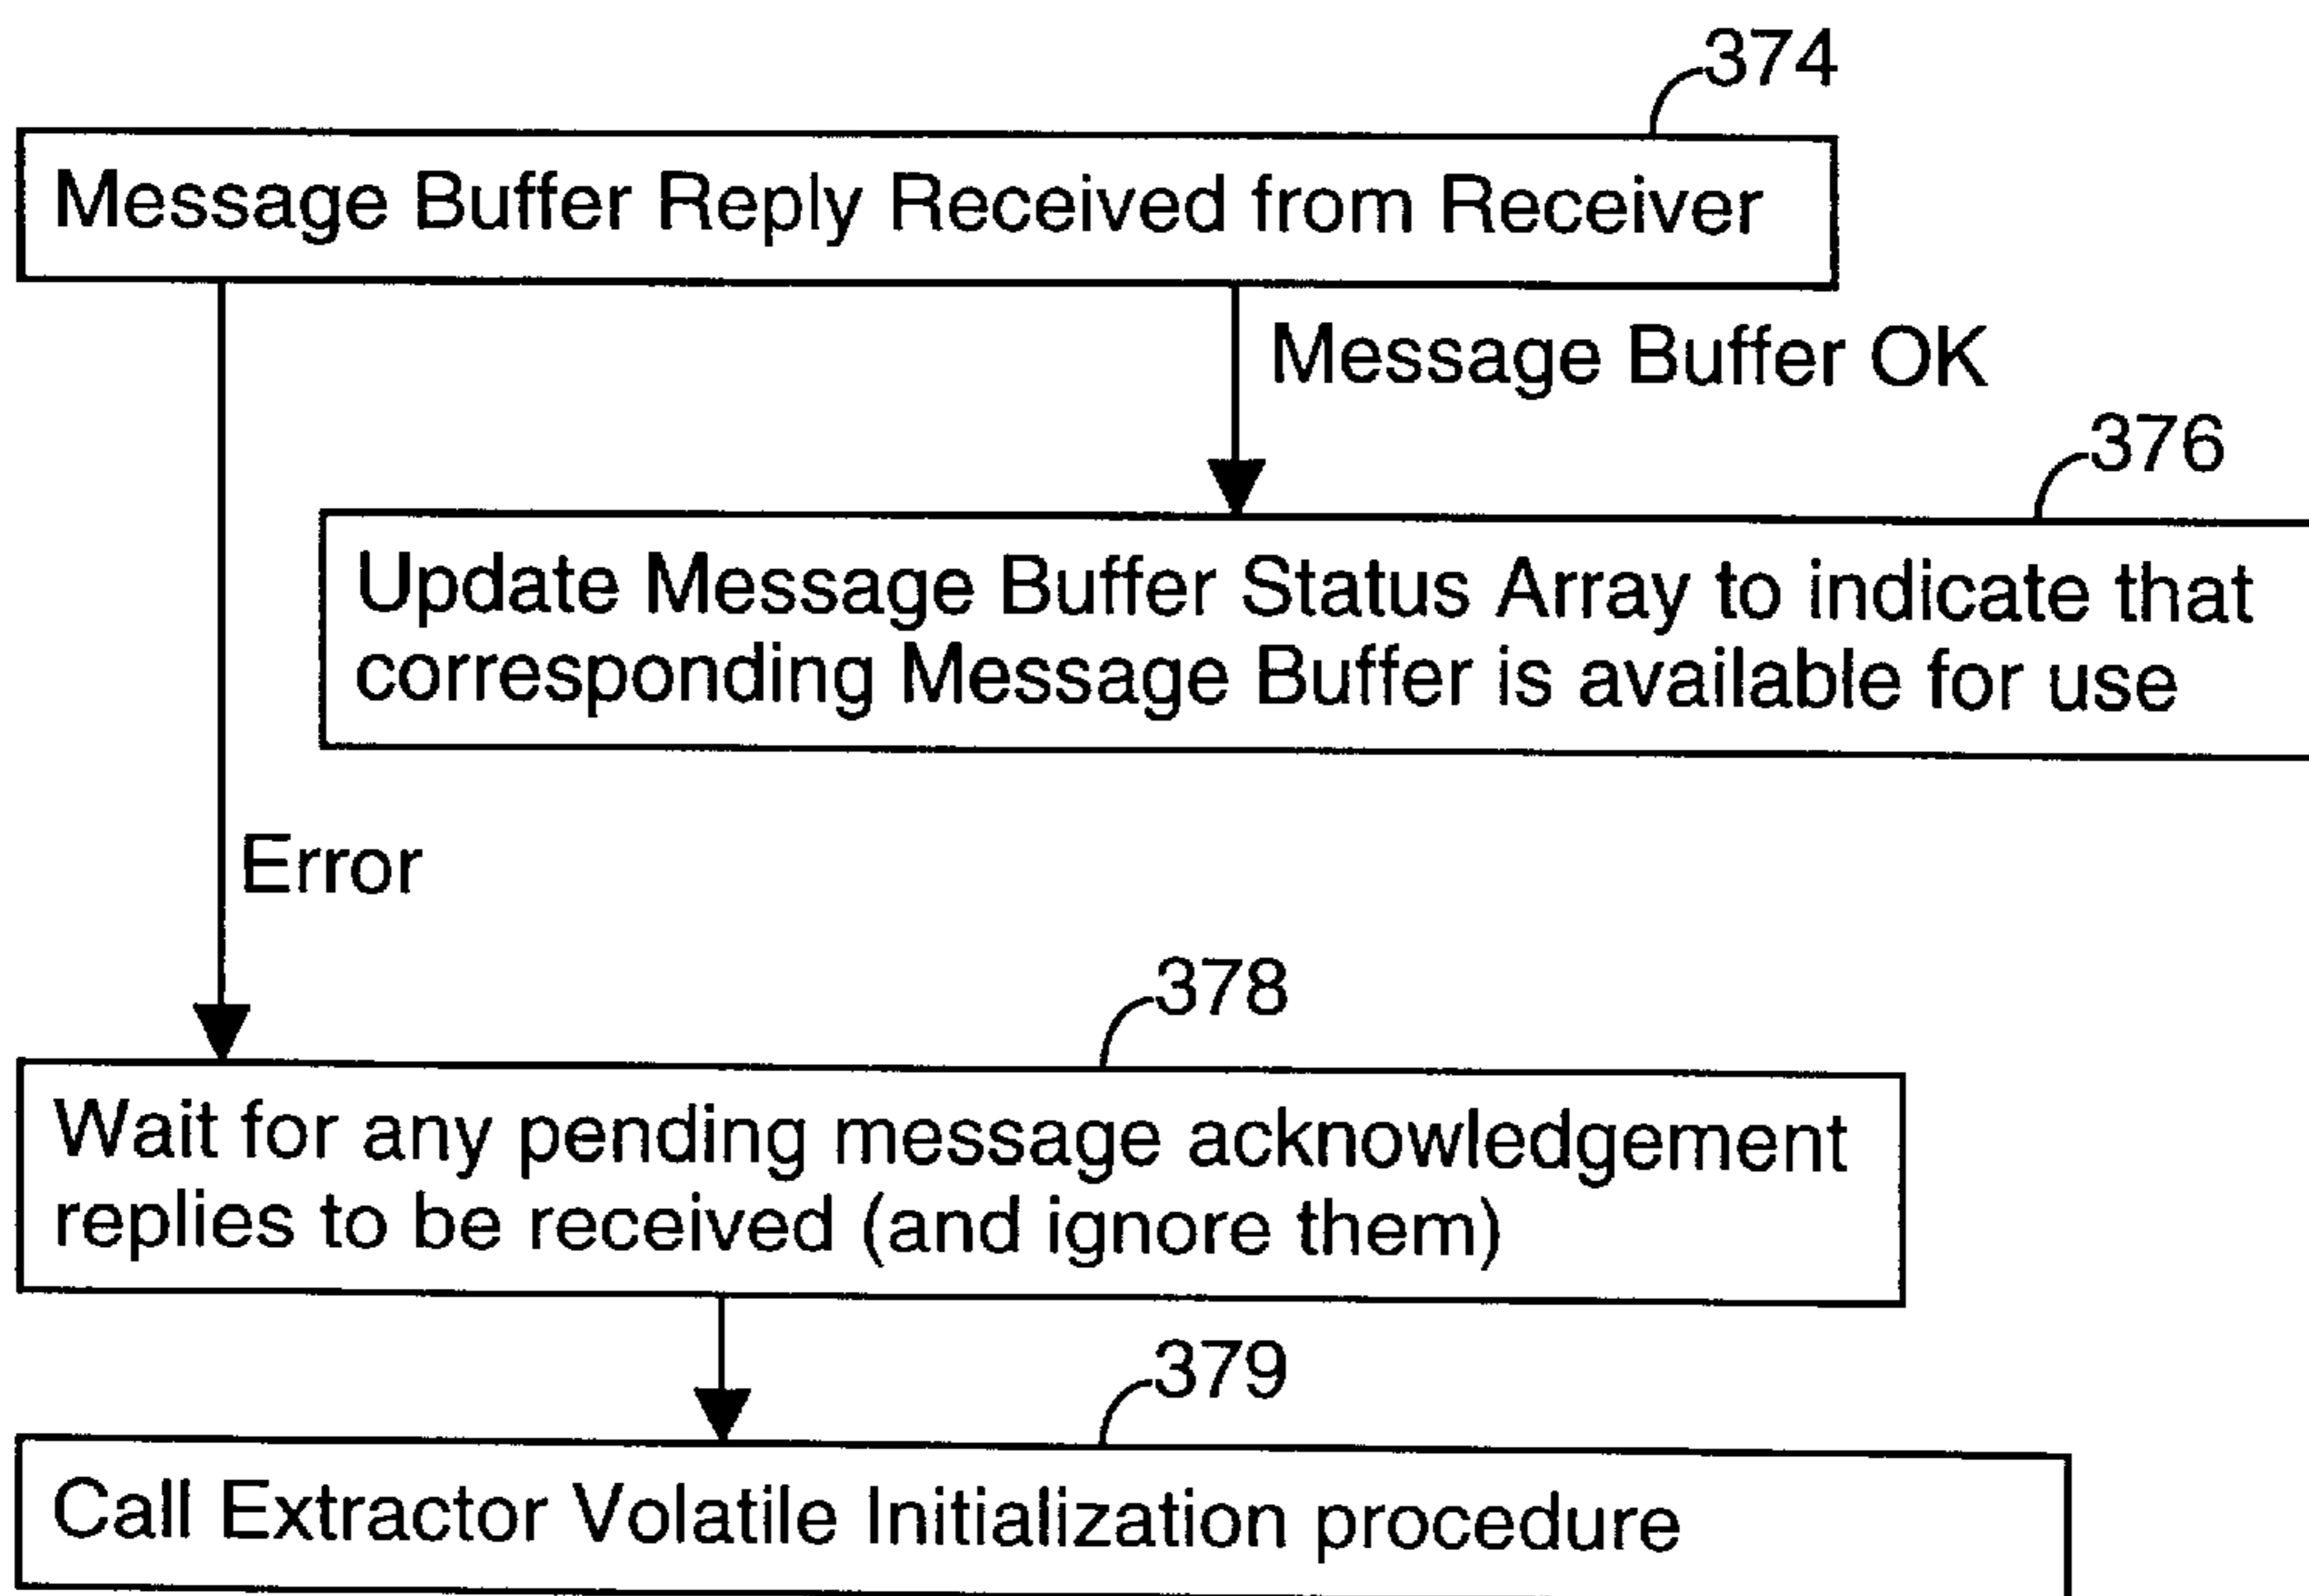 374
Message Buffer Reply Received from Receiver
Message Buffer OK
376
Update Message Buffer Status Array to indicate that
corresponding Message Buffer is available for use
Error
378
Wait for any pending message acknowledgement
replies to be received (and ignore them)
379
Call Extractor Volatile Initialization procedure